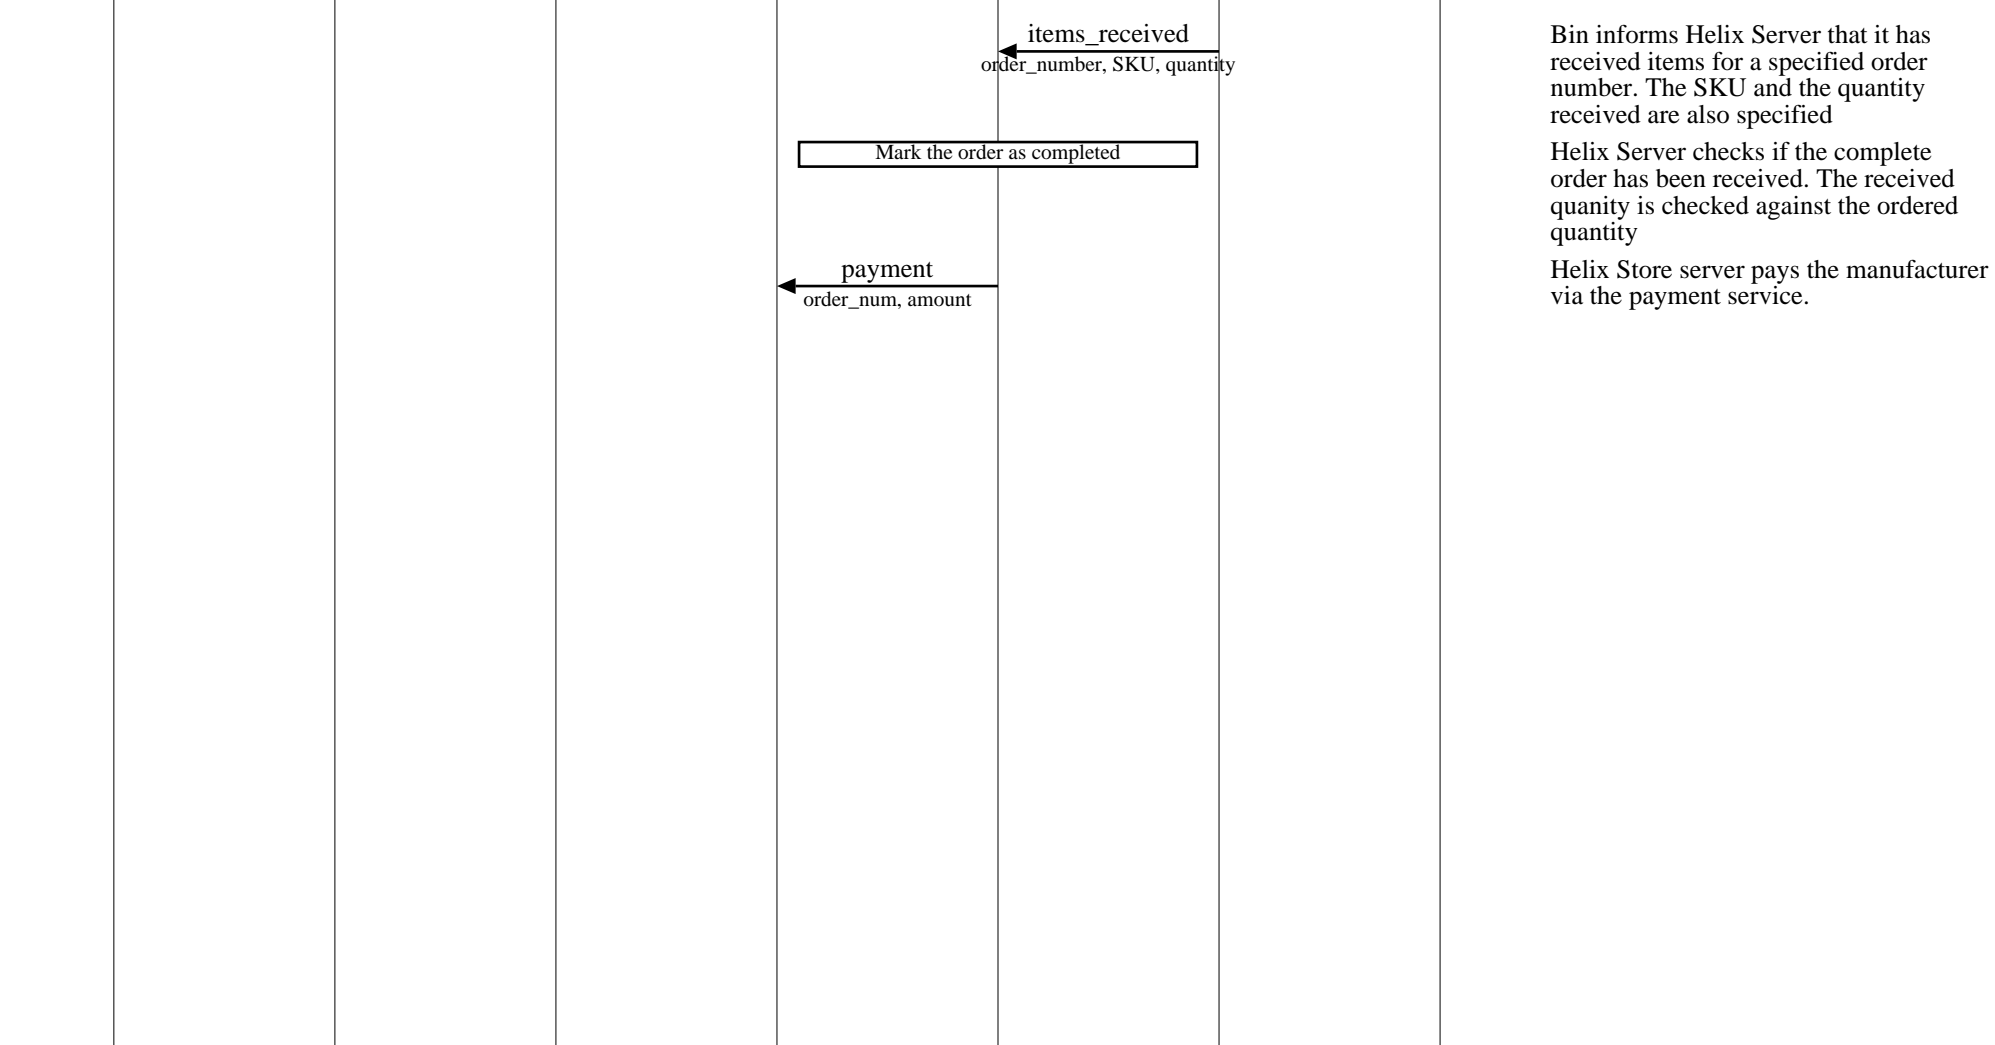 items_received
order_number, SKU, quantity
Bin informs Helix Server that it has
received items for a specified order
number. The SKU and the quantity
received are also specified
Mark the order as completed
Helix Server checks if the complete
order has been received. The received
quanity is checked against the ordered
quantity
payment
order_num, amount
Helix Store server pays the manufacturer
via the payment service.